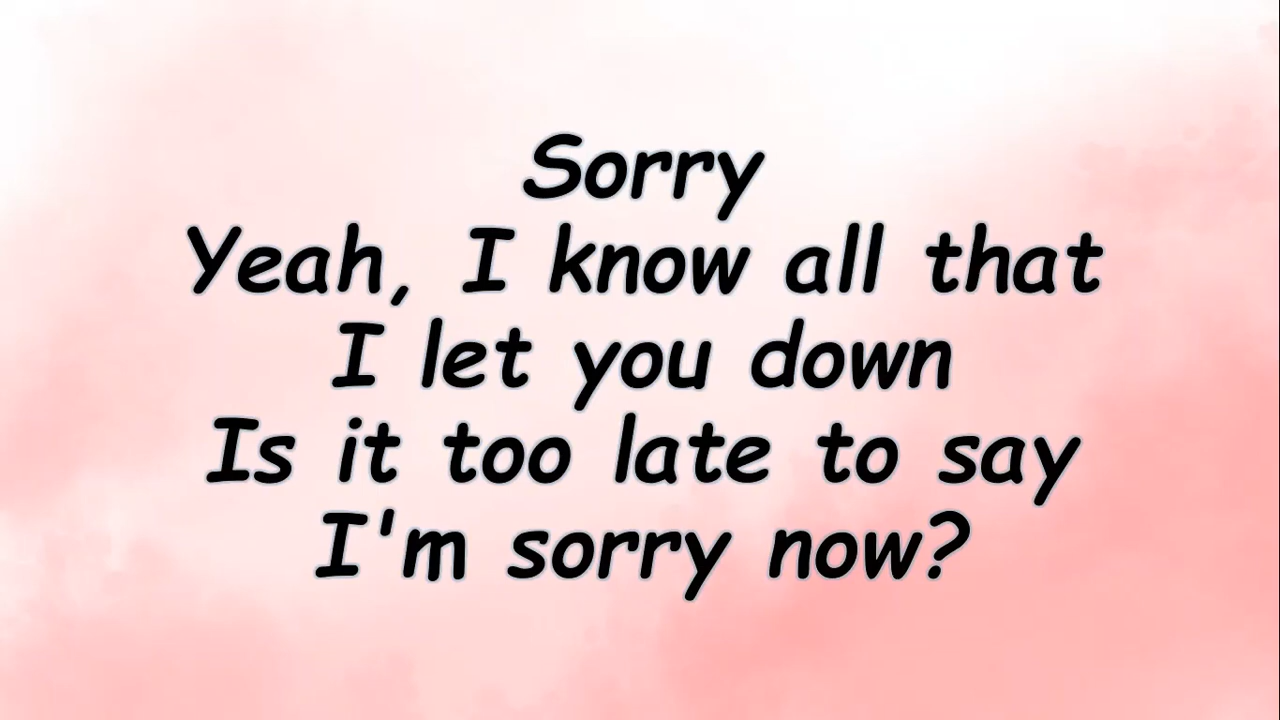 Sorry
Yeah, I know all that
I let you down
Is it too late to say
I'm sorry now?